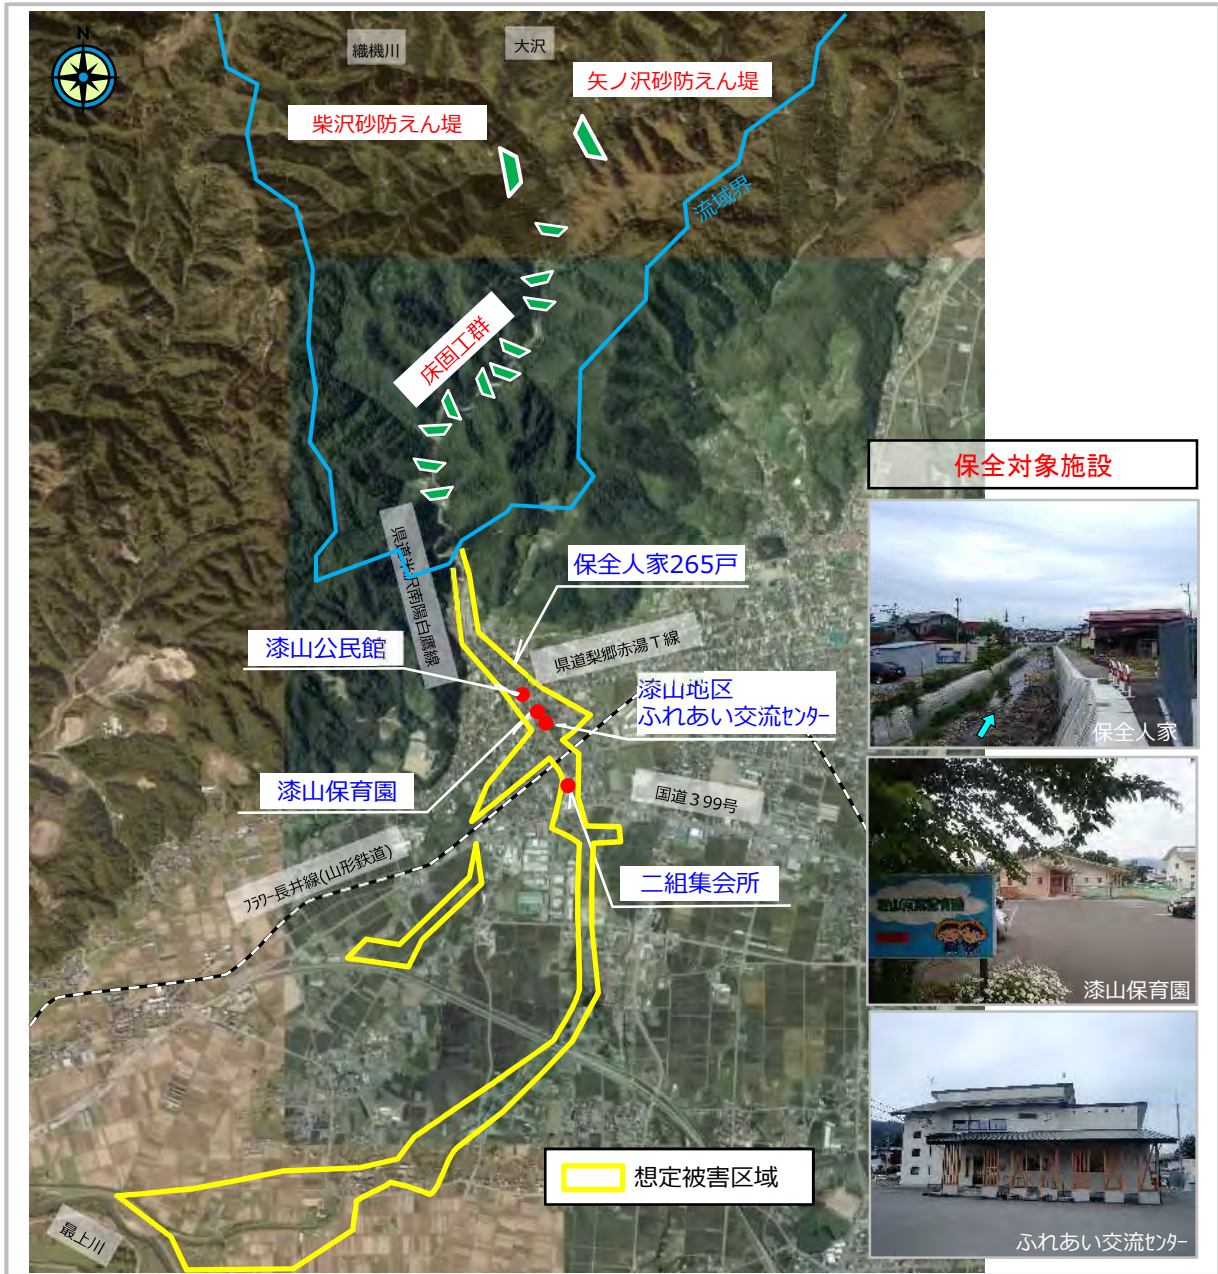 N
織機川
大沢
矢ノ沢砂防えん堤
柴沢砂防えん堤
流域界
床固工群
保全対象施設
県道米沢南陽白鷹線
保全人家265戸
県道梨郷赤湯T線
漆山公民館
漆山地区
ふれあい交流ｾﾝﾀｰ
保全人家
漆山保育園
国道399号
ﾌﾗﾜｰ長井線(山形鉄道)
二組集会所
漆山保育園
想定被害区域
最上川
ふれあい交流ｾﾝﾀｰ